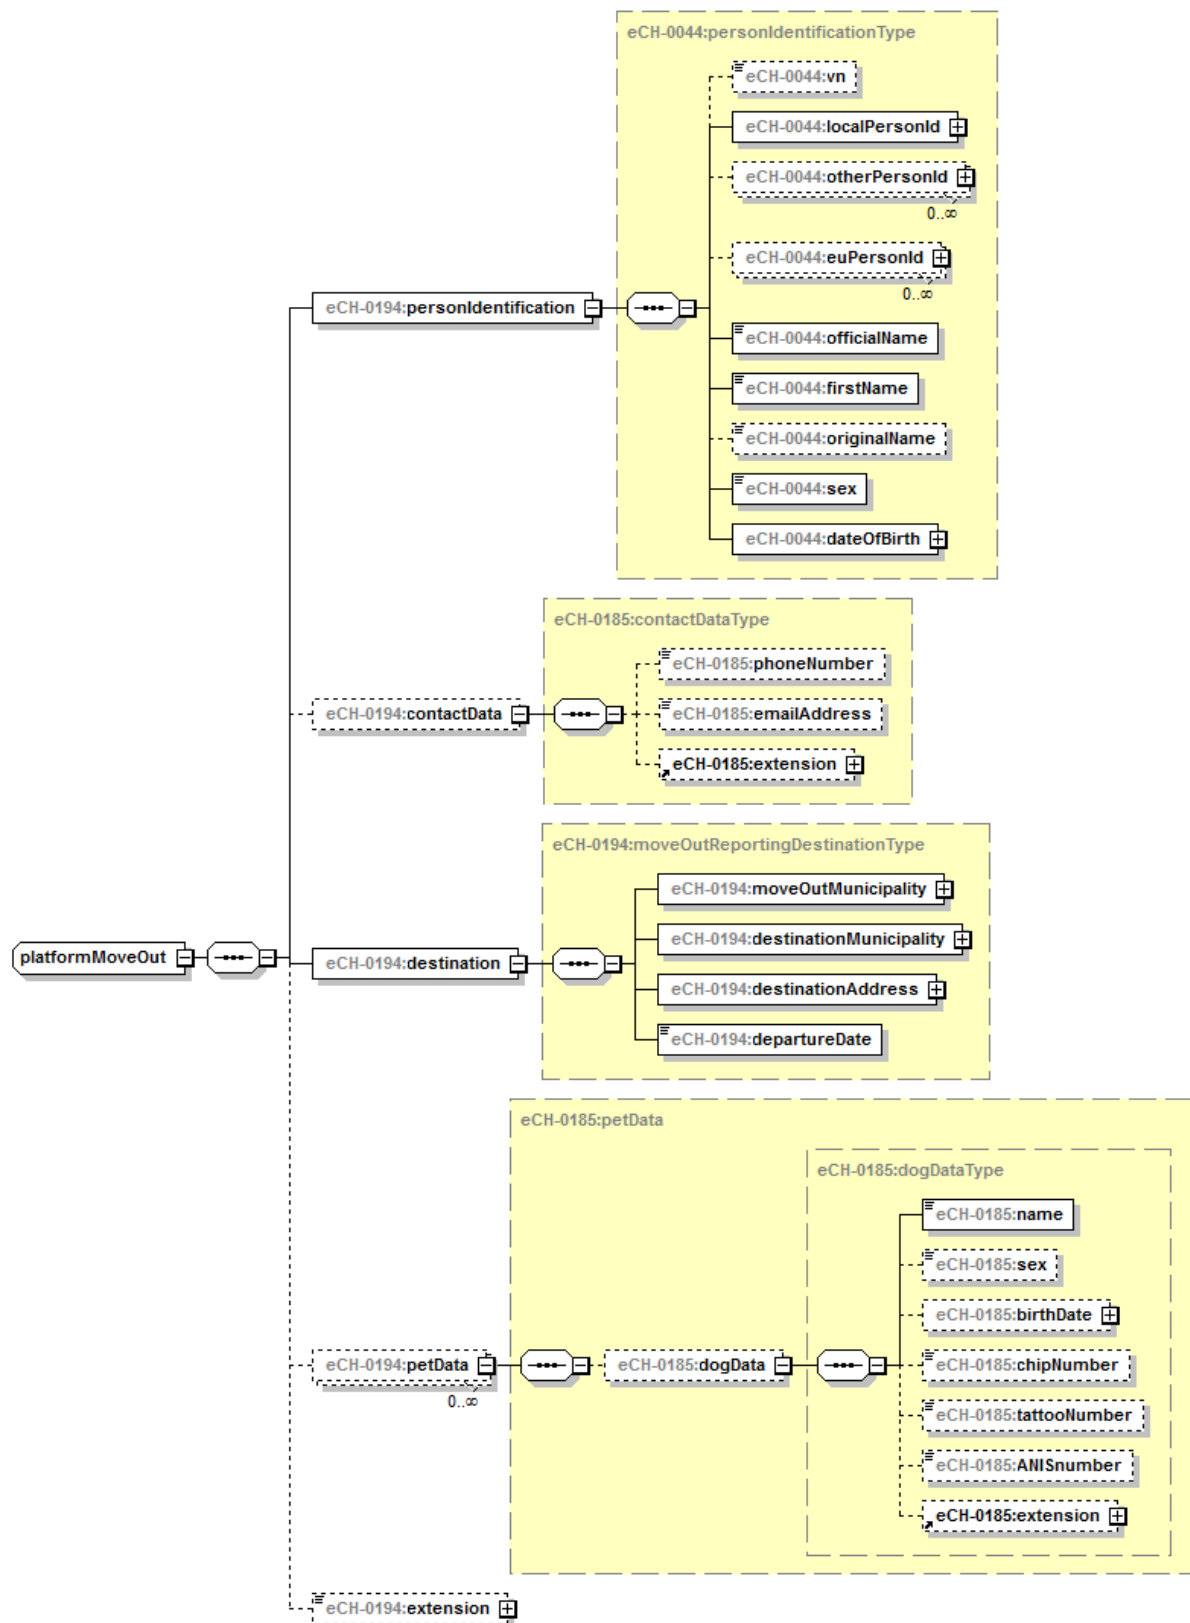 eCH-0044:personIdentificationType
eCH-0044:vn
eCH-0044:localPersonId
eCH-0044:otherPersonId
0..∞
eCH-0044:euPersonId
0..∞
eCH-0194:personIdentification
eCH-0044:officialName
eCH-0044:firstName
eCH-0044:originalName
eCH-0044:sex
eCH-0044:dateOfBirth
eCH-0185:contactDataType
eCH-0185:phoneNumber
eCH-0194:contactData
eCH-0185:emailAddress
eCH-0185:extension
eCH-0194:moveOutReportingDestinationType
eCH-0194:moveOutMunicipality
eCH-0194:destinationMunicipality
platformMoveOut
eCH-0194:destination
eCH-0194:destinationAddress
eCH-0194:departureDate
eCH-0185:petData
eCH-0185:dogDataType
eCH-0185:name
eCH-0185:sex
eCH-0185:birthDate
eCH-0194:petData
0..∞
eCH-0185:dogData
eCH-0185:chipNumber
eCH-0185:tattooNumber
eCH-0185:ANISnumber
eCH-0185:extension
eCH-0194:extension